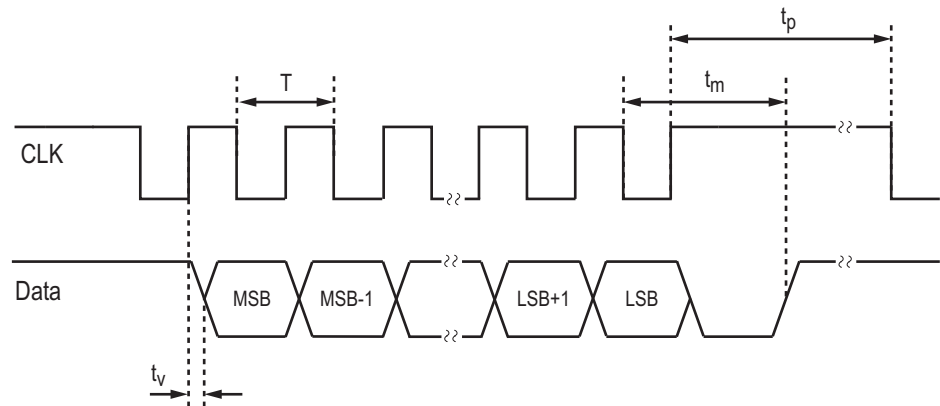 tp
tm
T
CLK
Data
MSB
MSB-1
LSB+1
LSB
tv